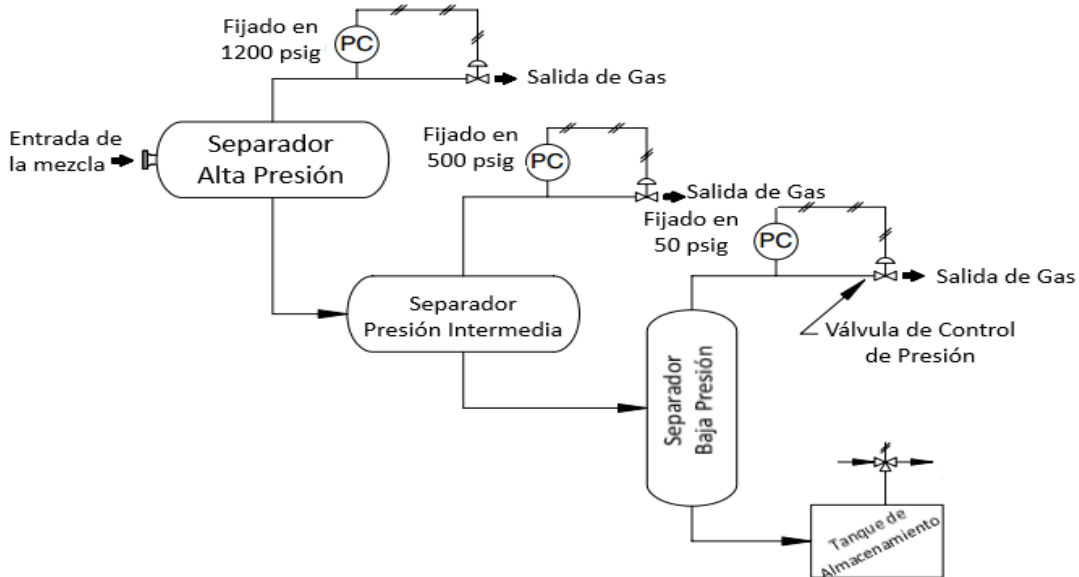 Fijado en
1200 psig
PC
Salida de Gas
Entrada de
la mezcla
Separador
Alta Presión
Fijado en
500 psig
PC
Salida de Gas
Fijado en
50 psig
PC
Salida de Gas
Separador
Presión Intermedia
Válvula de Control
de Presión
Separador
Baja Presión
Tanque de
Almacenamiento